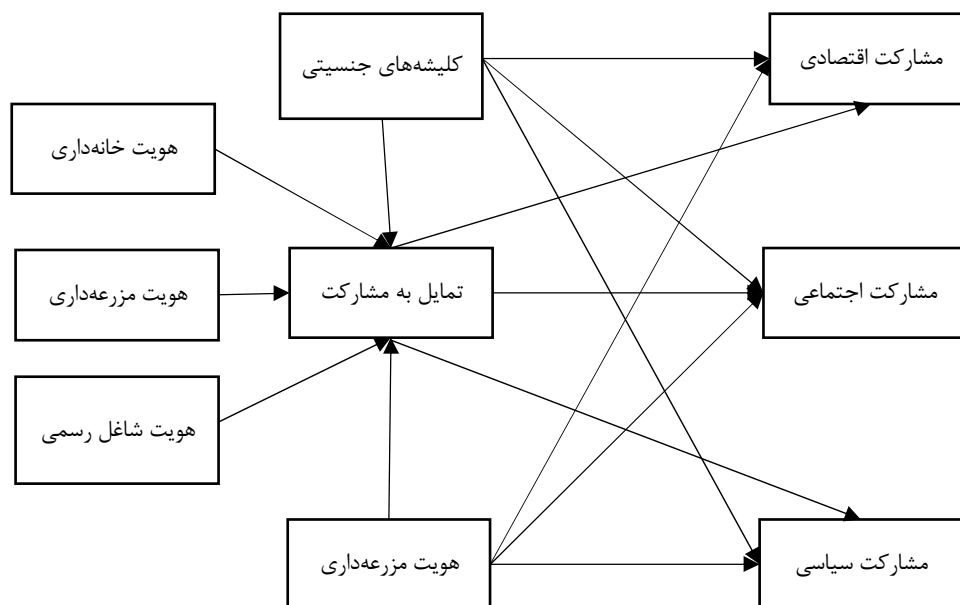 کلیشه‌های جنسیتی
مشارکت اقتصادی
هویت خانه‌داری
هویت مزرعه‌داری
تمایل به مشارکت
مشارکت اجتماعی
هویت شاغل رسمی
هویت مزرعه‌داری
مشارکت سیاسی